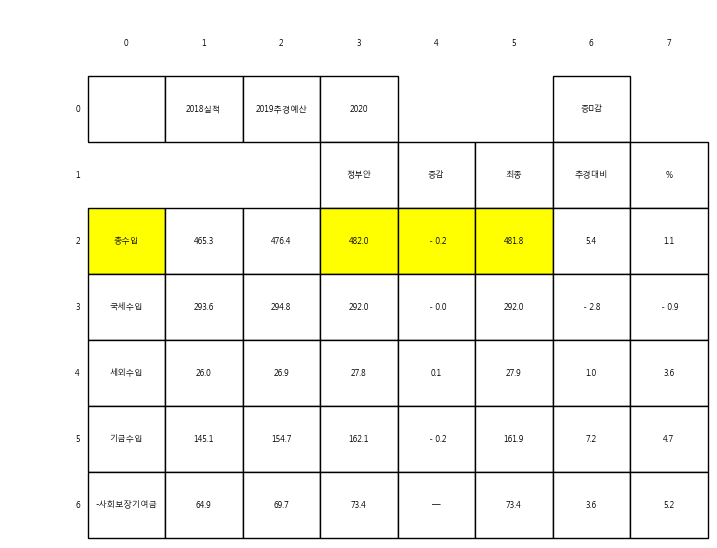 0 1 2 3 4 5 6 7
0 2018실적 2019추경예산 2020 증□감
1 정부안 증감 최종 추경대비 %
2 총수입 465.3 476.4 482.0 - 0.2 481.8 5.4 1.1
3 국세수입 293.6 294.8 292.0 - 0.0 292.0 - 2.8 - 0.9
4 세외수입 26.0 26.9 27.8 0.1 27.9 1.0 3.6
5 기금수입 145.1 154.7 162.1 - 0.2 161.9 7.2 4.7
6 -사회보장기여금 64.9 69.7 73.4 — 73.4 3.6 5.2